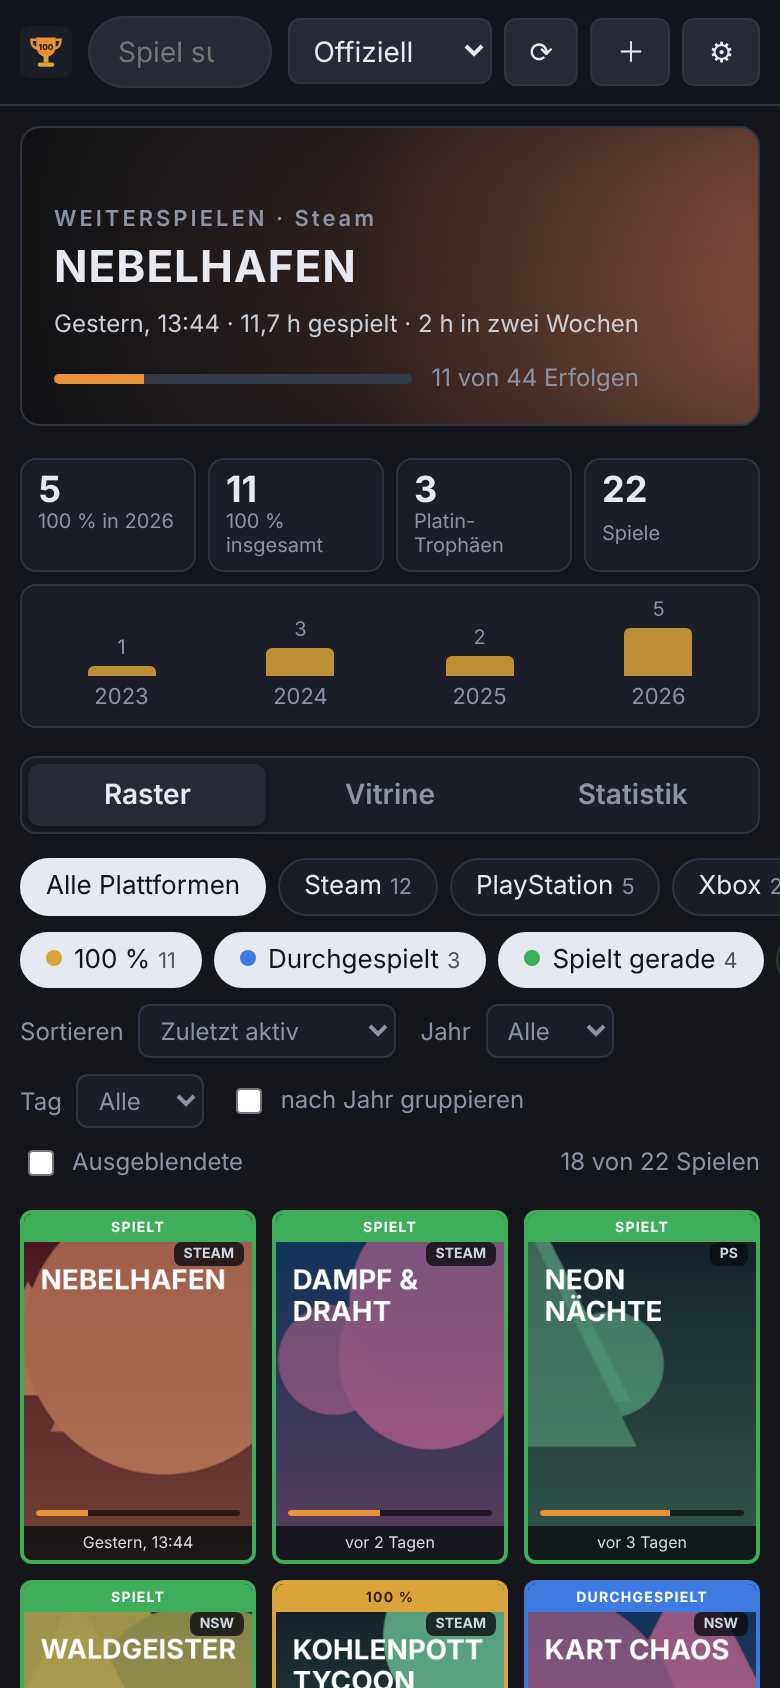 100
Spiel su
Offiziell
WEITERSPIELEN · Steam
NEBELHAFEN
Gestern, 13:44 · 11,7 h gespielt · 2 h in zwei Wochen
11 von 44 Erfolgen
5
100 % in 2026
11
100 %
insgesamt
3
Platin-
Trophäen
22
Spiele
1
2023
3
2024
2
2025
5
2026
Raster
Vitrine
Statistik
Alle Plattformen
Steam 12
PlayStation 5
Xbox 2
100 % 11
Durchgespielt 3
Spielt gerade 4
Sortieren
Zuletzt aktiv
Jahr
Alle
Tag
Alle
nach Jahr gruppieren
Ausgeblendete
18 von 22 Spielen
SPIELT
STEAM
NEBELHAFEN
Gestern, 13:44
SPIELT
STEAM
DAMPF &
DRAHT
vor 2 Tagen
SPIELT
PS
NEON
NÄCHTE
vor 3 Tagen
SPIELT
NSW
WALDGEISTER
100 %
STEAM
KOHLENPOTT
TYCOON
DURCHGESPIELT
NSW
KART CHAOS